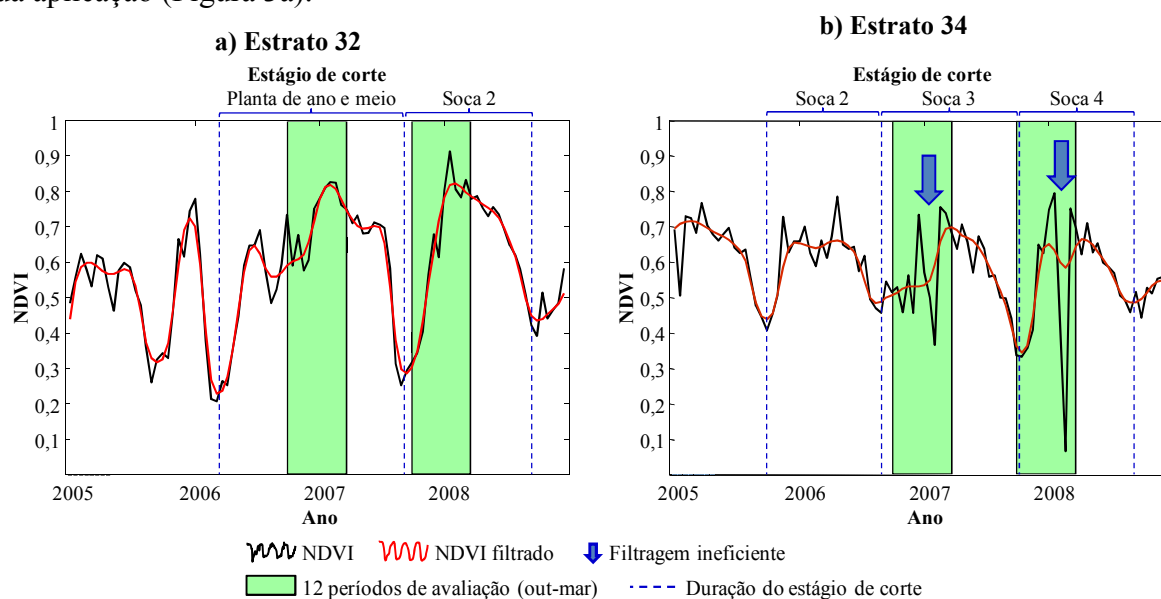 da aplicação (Figura 3a).
a) Estrato 32
Estágio de corte
Planta de ano e meio
Soca 2
1
0,9
0,8
0,7
0,6
0,5
0,4
0,3
0,2
0,1
NDVI
2005
2006
2007
2008
Ano
b) Estrato 34
Estágio de corte
Soca 2
Soca 3
Soca 4
1
0,9
0,8
0,7
0,6
0,5
0,4
0,3
0,2
0,1
NDVI
2005
2006
2007
2008
Ano
NDVI
NDVI filtrado
Filtragem ineficiente
12 períodos de avaliação (out-mar)
Duração do estágio de corte